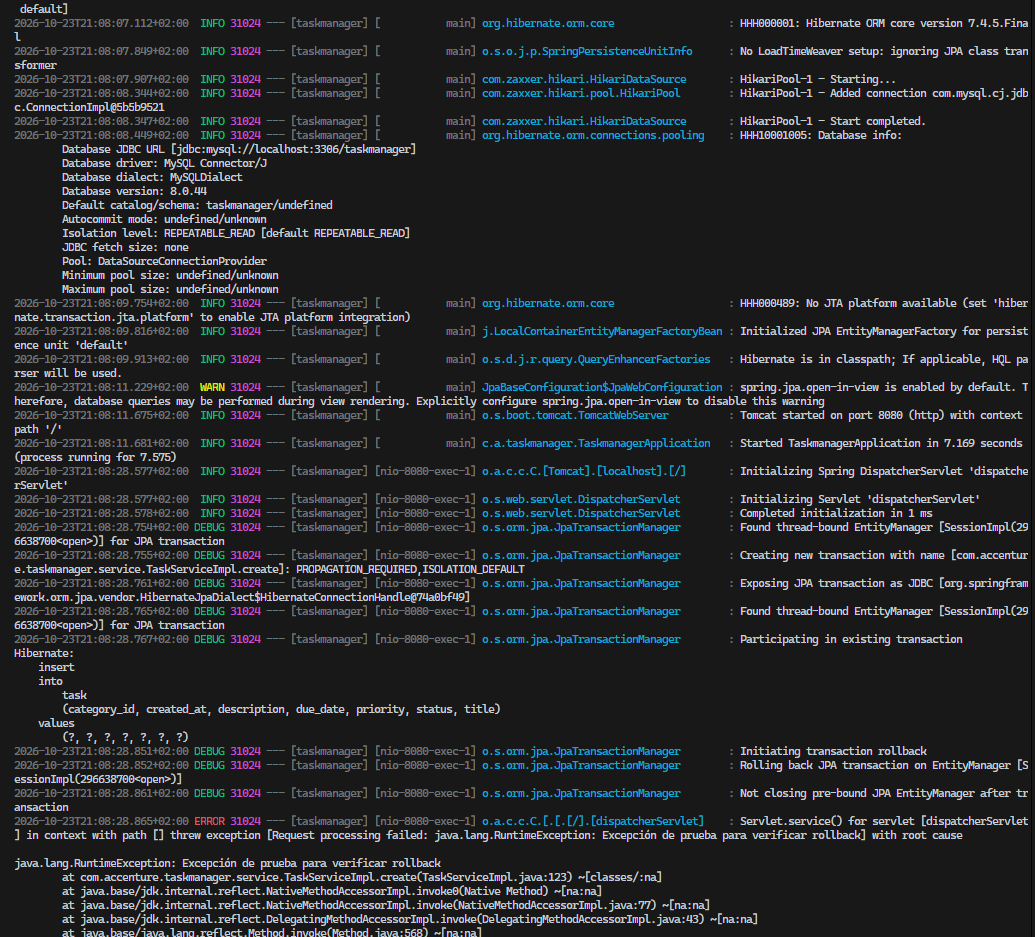 default]
2026-10-23T21:08:07.112+02:00  INFO 31024 --- [taskmanager] [           main] org.hibernate.orm.core                   : HHH000001: Hibernate ORM core version 7.4.5.Fina
l
2026-10-23T21:08:07.849+02:00  INFO 31024 --- [taskmanager] [           main] o.s.o.j.p.SpringPersistenceUnitInfo      : No LoadTimeWeaver setup: ignoring JPA class tran
sformer
2026-10-23T21:08:07.907+02:00  INFO 31024 --- [taskmanager] [           main] com.zaxxer.hikari.HikariDataSource       : HikariPool-1 - Starting...
2026-10-23T21:08:08.344+02:00  INFO 31024 --- [taskmanager] [           main] com.zaxxer.hikari.pool.HikariPool        : HikariPool-1 - Added connection com.mysql.cj.jdb
c.ConnectionImpl@5b5b9521
2026-10-23T21:08:08.347+02:00  INFO 31024 --- [taskmanager] [           main] com.zaxxer.hikari.HikariDataSource       : HikariPool-1 - Start completed.
2026-10-23T21:08:08.449+02:00  INFO 31024 --- [taskmanager] [           main] org.hibernate.orm.connections.pooling    : HHH10001005: Database info:
        Database JDBC URL [jdbc:mysql://localhost:3306/taskmanager]
        Database driver: MySQL Connector/J
        Database dialect: MySQLDialect
        Database version: 8.0.44
        Default catalog/schema: taskmanager/undefined
        Autocommit mode: undefined/unknown
        Isolation level: REPEATABLE_READ [default REPEATABLE_READ]
        JDBC fetch size: none
        Pool: DataSourceConnectionProvider
        Minimum pool size: undefined/unknown
        Maximum pool size: undefined/unknown
2026-10-23T21:08:09.754+02:00  INFO 31024 --- [taskmanager] [           main] org.hibernate.orm.core                   : HHH000489: No JTA platform available (set 'hiber
nate.transaction.jta.platform' to enable JTA platform integration)
2026-10-23T21:08:09.816+02:00  INFO 31024 --- [taskmanager] [           main] j.LocalContainerEntityManagerFactoryBean : Initialized JPA EntityManagerFactory for persist
ence unit 'default'
2026-10-23T21:08:09.913+02:00  INFO 31024 --- [taskmanager] [           main] o.s.d.j.r.query.QueryEnhancerFactories   : Hibernate is in classpath; If applicable, HQL pa
rser will be used.
2026-10-23T21:08:11.229+02:00  WARN 31024 --- [taskmanager] [           main] JpaBaseConfiguration$JpaWebConfiguration : spring.jpa.open-in-view is enabled by default. T
herefore, database queries may be performed during view rendering. Explicitly configure spring.jpa.open-in-view to disable this warning
2026-10-23T21:08:11.675+02:00  INFO 31024 --- [taskmanager] [           main] o.s.boot.tomcat.TomcatWebServer          : Tomcat started on port 8080 (http) with context
path '/'
2026-10-23T21:08:11.681+02:00  INFO 31024 --- [taskmanager] [           main] c.a.taskmanager.TaskmanagerApplication   : Started TaskmanagerApplication in 7.169 seconds
(process running for 7.575)
2026-10-23T21:08:28.577+02:00  INFO 31024 --- [taskmanager] [nio-8080-exec-1] o.a.c.c.C.[Tomcat].[localhost].[/]       : Initializing Spring DispatcherServlet 'dispatche
rServlet'
2026-10-23T21:08:28.577+02:00  INFO 31024 --- [taskmanager] [nio-8080-exec-1] o.s.web.servlet.DispatcherServlet        : Initializing Servlet 'dispatcherServlet'
2026-10-23T21:08:28.578+02:00  INFO 31024 --- [taskmanager] [nio-8080-exec-1] o.s.web.servlet.DispatcherServlet        : Completed initialization in 1 ms
2026-10-23T21:08:28.754+02:00 DEBUG 31024 --- [taskmanager] [nio-8080-exec-1] o.s.orm.jpa.JpaTransactionManager        : Found thread-bound EntityManager [SessionImpl(29
6638700<open>)] for JPA transaction
2026-10-23T21:08:28.755+02:00 DEBUG 31024 --- [taskmanager] [nio-8080-exec-1] o.s.orm.jpa.JpaTransactionManager        : Creating new transaction with name [com.accentur
e.taskmanager.service.TaskServiceImpl.create]: PROPAGATION_REQUIRED,ISOLATION_DEFAULT
2026-10-23T21:08:28.761+02:00 DEBUG 31024 --- [taskmanager] [nio-8080-exec-1] o.s.orm.jpa.JpaTransactionManager        : Exposing JPA transaction as JDBC [org.springfram
ework.orm.jpa.vendor.HibernateJpaDialect$HibernateConnectionHandle@74a0bf49]
2026-10-23T21:08:28.765+02:00 DEBUG 31024 --- [taskmanager] [nio-8080-exec-1] o.s.orm.jpa.JpaTransactionManager        : Found thread-bound EntityManager [SessionImpl(29
6638700<open>)] for JPA transaction
2026-10-23T21:08:28.767+02:00 DEBUG 31024 --- [taskmanager] [nio-8080-exec-1] o.s.orm.jpa.JpaTransactionManager        : Participating in existing transaction
Hibernate:
    insert
    into
        task
        (category_id, created_at, description, due_date, priority, status, title)
    values
        (?, ?, ?, ?, ?, ?, ?)
2026-10-23T21:08:28.851+02:00 DEBUG 31024 --- [taskmanager] [nio-8080-exec-1] o.s.orm.jpa.JpaTransactionManager        : Initiating transaction rollback
2026-10-23T21:08:28.852+02:00 DEBUG 31024 --- [taskmanager] [nio-8080-exec-1] o.s.orm.jpa.JpaTransactionManager        : Rolling back JPA transaction on EntityManager [S
essionImpl(296638700<open>)]
2026-10-23T21:08:28.861+02:00 DEBUG 31024 --- [taskmanager] [nio-8080-exec-1] o.s.orm.jpa.JpaTransactionManager        : Not closing pre-bound JPA EntityManager after tr
ansaction
2026-10-23T21:08:28.865+02:00 ERROR 31024 --- [taskmanager] [nio-8080-exec-1] o.a.c.c.C.[.[.[/].[dispatcherServlet]    : Servlet.service() for servlet [dispatcherServlet
] in context with path [] threw exception [Request processing failed: java.lang.RuntimeException: Excepción de prueba para verificar rollback] with root cause
java.lang.RuntimeException: Excepción de prueba para verificar rollback
        at com.accenture.taskmanager.service.TaskServiceImpl.create(TaskServiceImpl.java:123) ~[classes/:na]
        at java.base/jdk.internal.reflect.NativeMethodAccessorImpl.invoke0(Native Method) ~[na:na]
        at java.base/jdk.internal.reflect.NativeMethodAccessorImpl.invoke(NativeMethodAccessorImpl.java:77) ~[na:na]
        at java.base/jdk.internal.reflect.DelegatingMethodAccessorImpl.invoke(DelegatingMethodAccessorImpl.java:43) ~[na:na]
        at java.base/java.lang.reflect.Method.invoke(Method.java:568) ~[na:na]